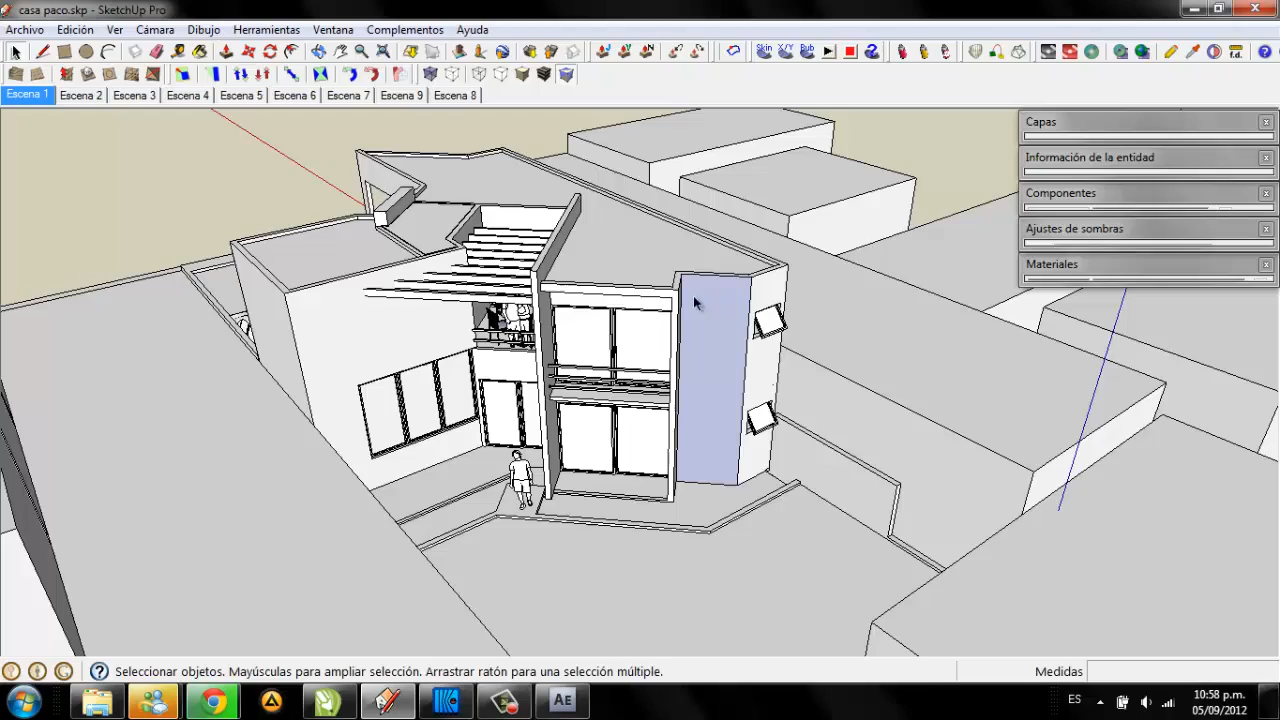 casa paco.skp - SketchUp Pro
Archivo Edición Ver Cámara Dibujo Herramientas Ventana Complementos Ayuda
Skin X/Y Bub
f.d.
Escena 1 Escena 2 Escena 3 Escena 4 Escena 5 Escena 6 Escena 7 Escena 9 Escena 8
Capas
Información de la entidad
Componentes
Ajustes de sombras
Materiales
Seleccionar objetos. Mayúsculas para ampliar selección. Arrastrar ratón para una selección múltiple.
Medidas
AE
ES
10:58 p.m.
05/09/2012